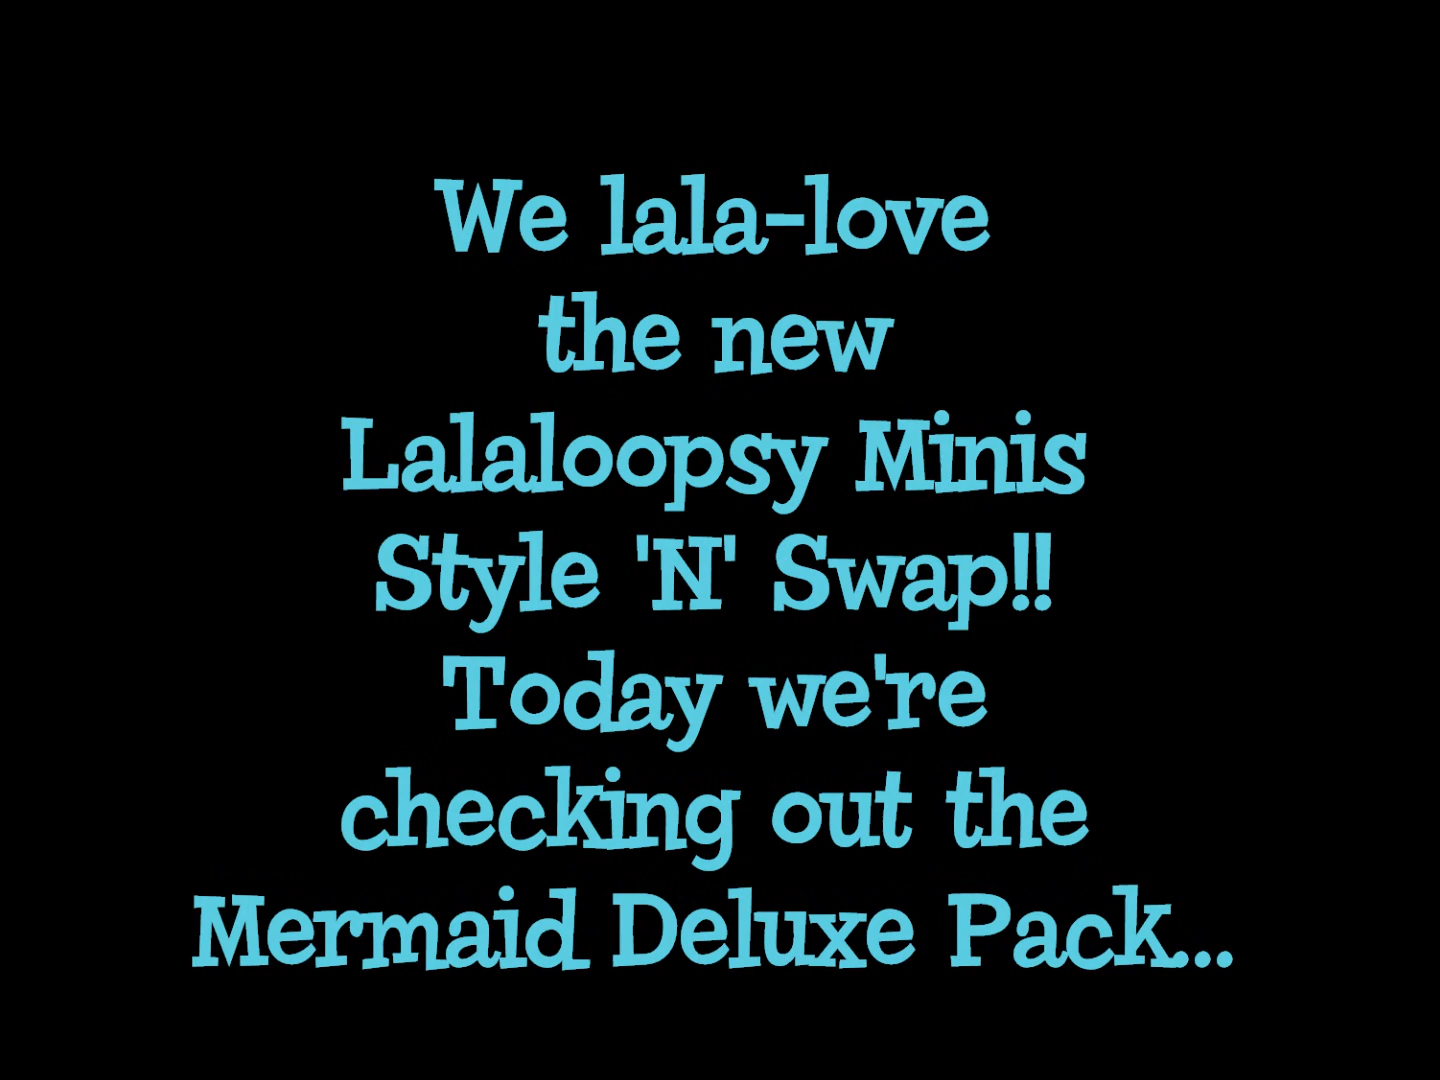 We lala-love
the new
Lalaloopsy Minis
Style 'N' Swap!!
Today we're
checking out the
Mermaid Deluxe Pack...